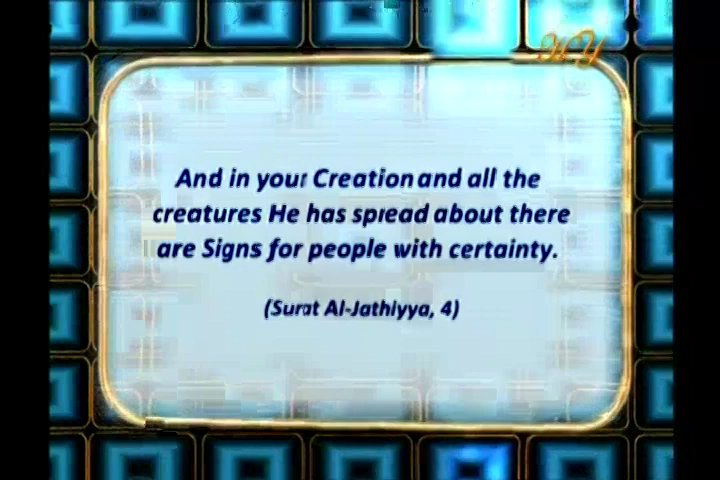 HY
And in your Creation and all the
creatures He has spread about there
are Signs for people with certainty.
(Surat Al-Jathiyya, 4)